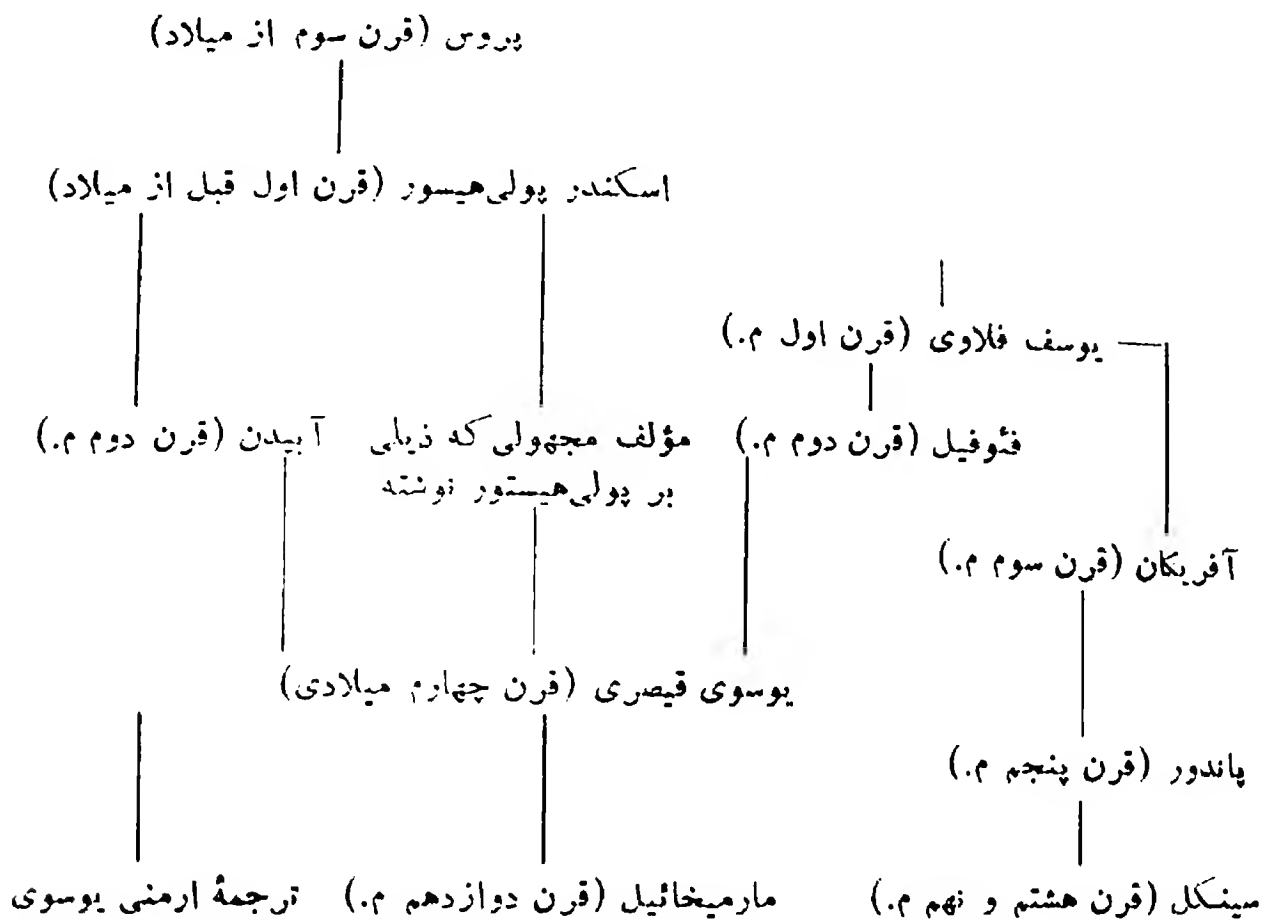 پروس (قرن سوم از میلاد)
اسکندر پولی‌هیسور (قرن اول قبل از میلاد)
یوسف فلاوی (قرن اول م.)
فئوفیل (قرن دوم م.) مؤلف مجهولی که ذیلی آبیدن (قرن دوم م.)
بر پولی‌هیستور نوشته
آفریکان (قرن سوم م.)
یوسوی قیصری (قرن چهارم میلادی)
پاندور (قرن پنجم م.)
سینکل (قرن هشتم و نهم م.) مارمیخائیل (قرن دوازدهم م.) ترجمهٔ ارمنی یوسوی